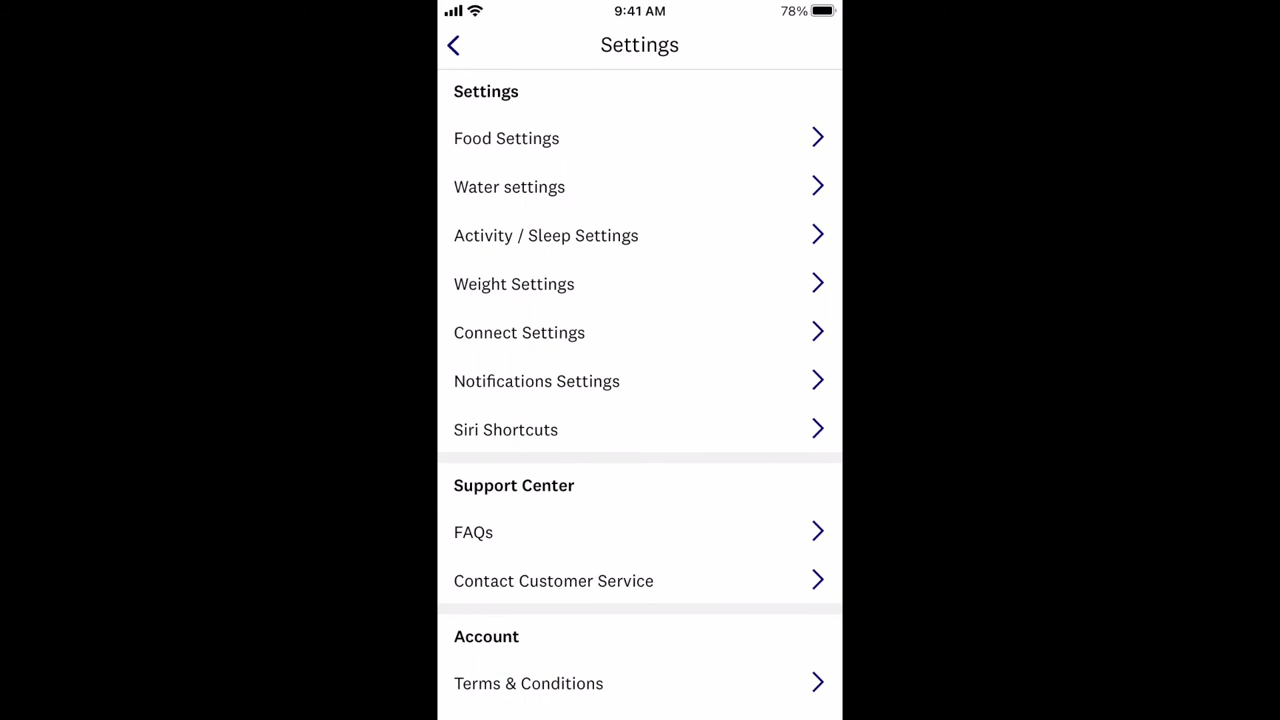 9:41 AM
78%
Settings
Settings
Food Settings
Water settings
Activity / Sleep Settings
Weight Settings
Connect Settings
Notifications Settings
Siri Shortcuts
Support Center
FAQs
Contact Customer Service
Account
Terms & Conditions